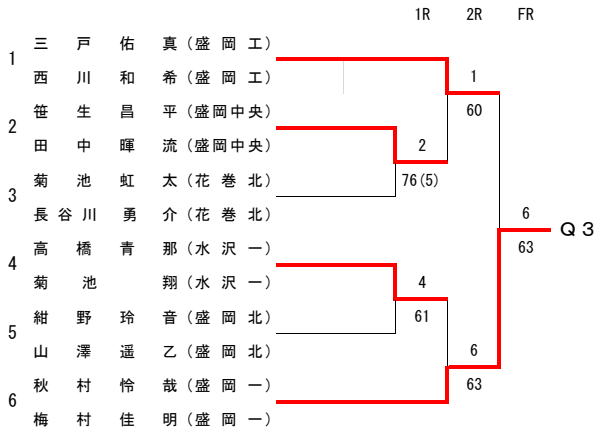 1R 2R FR
三戸佑真(盛岡工)
1
西川和希(盛岡工)
1
笹生昌平(盛岡中央)
60
2
田中暉流(盛岡中央)
2
菊池虹太(花巻北)
76(5)
3
長谷川勇介(花巻北)
6
Q3
高橋青那(水沢一)
63
4
菊池翔(水沢一)
4
紺野玲音(盛岡北)
61
5
山澤遥乙(盛岡北)
6
秋村怜哉(盛岡一)
63
6
梅村佳明(盛岡一)